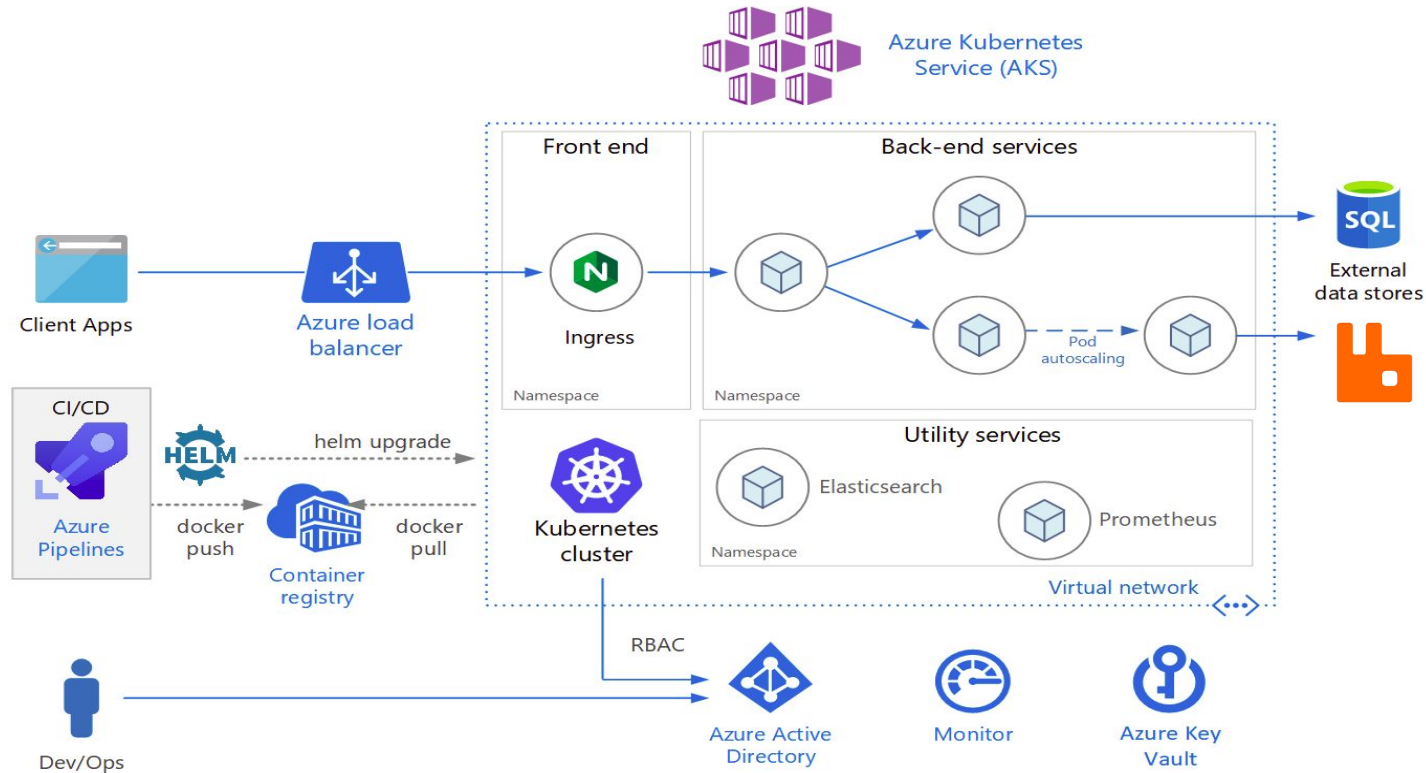 Azure Kubernetes
Service (AKS)
Front end
Back-end services
SQL
External
data stores
Client Apps
Azure load
balancer
N
Ingress
Pod
autoscaling
Namespace
Namespace
CI/CD
HELM
helm upgrade
Azure
Pipelines
docker
push
docker
pull
Container
registry
Kubernetes
cluster
Utility services
Elasticsearch
Prometheus
Namespace
Virtual network
RBAC
Dev/Ops
Azure Active
Directory
Monitor
Azure Key
Vault